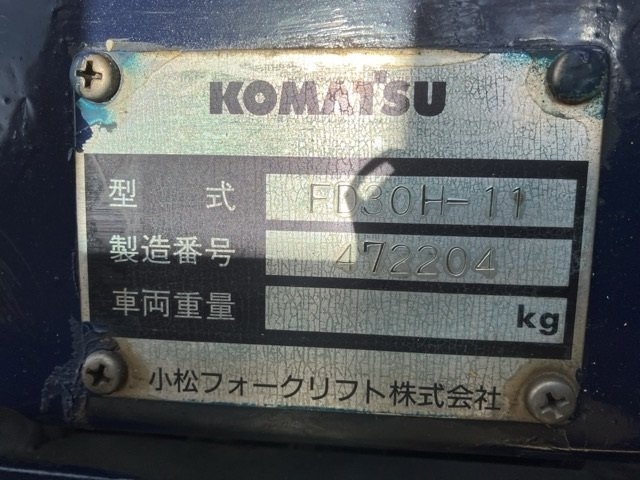 KOMATSU
型式 FD30H-11
製造番号 472204
車両重量 kg
小松フォークリフト株式会社